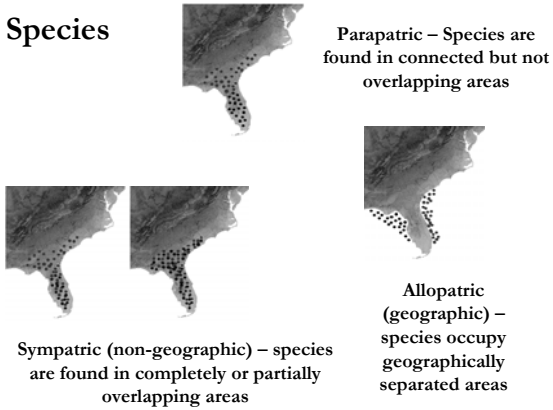 Species
Parapatric – Species are
found in connected but not
overlapping areas
Allopatric
(geographic) –
species occupy
geographically
separated areas
Sympatric (non-geographic) – species
are found in completely or partially
overlapping areas